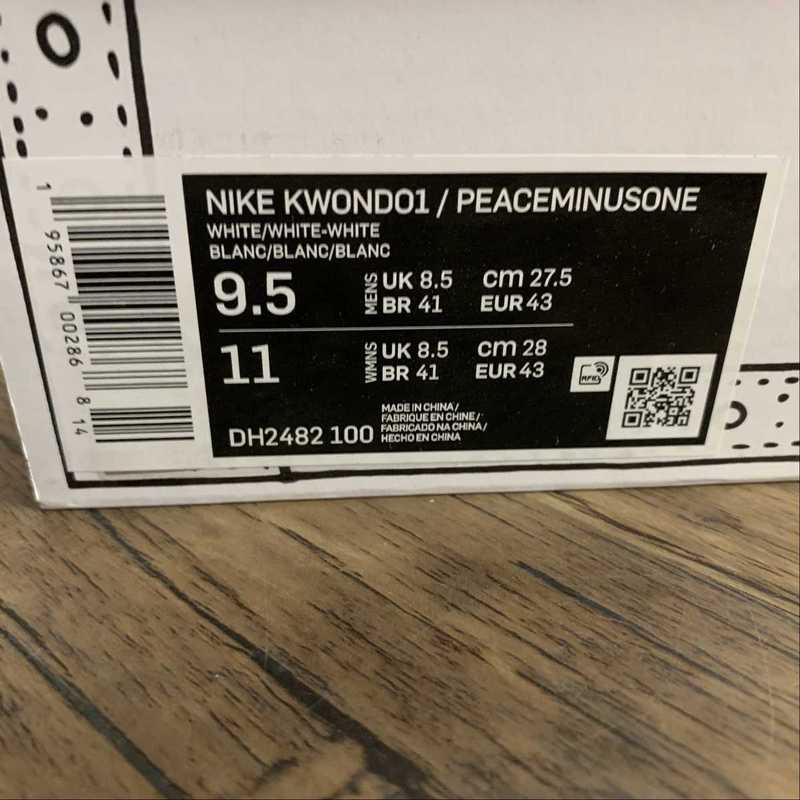 NIKE KWONDO1 / PEACEMINUSONE
WHITE/WHITE-WHITE
BLANC/BLANC/BLANC
9.5 MENS UK 8.5 cm 27.5
BR 41 EUR 43
11 WMNS UK 8.5 cm 28
BR 41 EUR 43
RFID
DH2482 100
MADE IN CHINA/
FABRIQUE EN CHINE/
FABRICADO NA CHINA/
HECHO EN CHINA
1 95867 00286 8 14